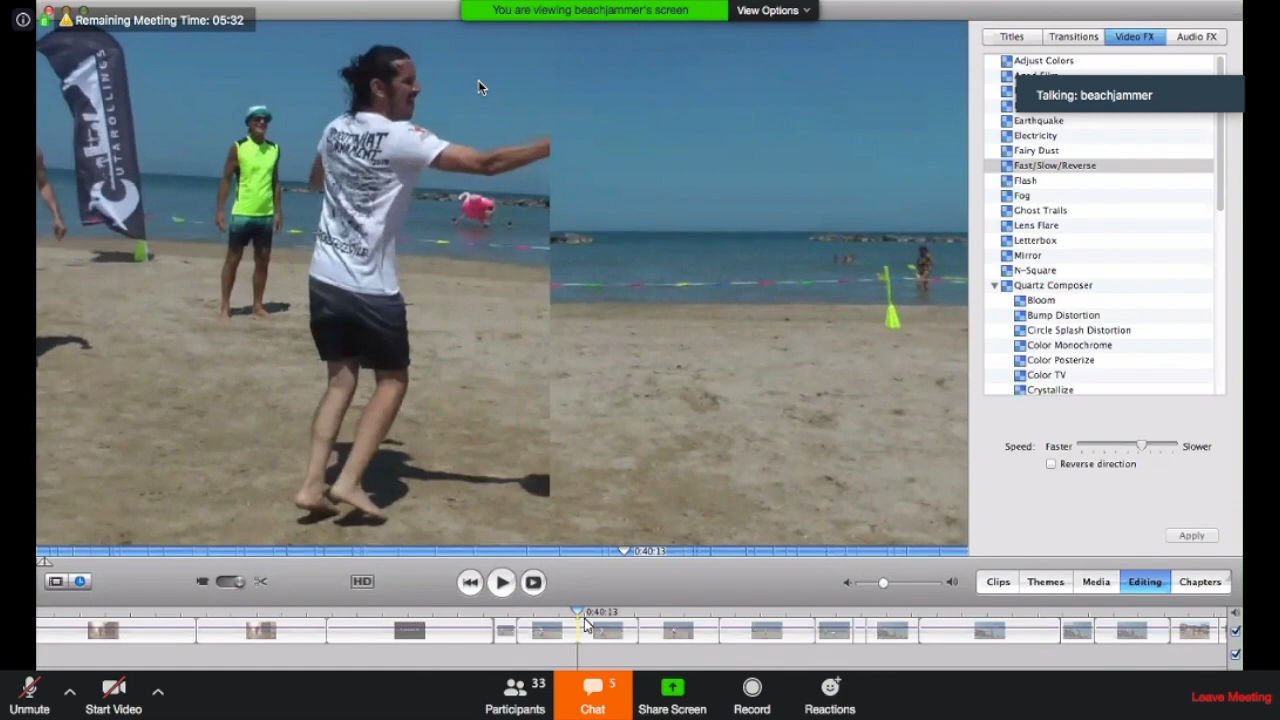 Remaining Meeting Time: 05:32
You are viewing beachjammer's screen
View Options
Titles
Transitions
Video FX
Audio FX
Adjust Colors
Talking: beachjammer
Earthquake
Electricity
Fairy Dust
Fast/Slow/Reverse
Flash
Fog
Ghost Trails
Lens Flare
Letterbox
Mirror
N-Square
Quartz Composer
Bloom
Bump Distortion
Circle Splash Distortion
Color Monochrome
Color Posterize
Color TV
Crystallize
Speed: Faster Slower
Reverse direction
Apply
0:40:13
HD
Clips
Themes
Media
Editing
Chapters
0:40:13
Unmute
Start Video
Participants 33
Chat 5
Share Screen
Record
Reactions
Leave Meeting